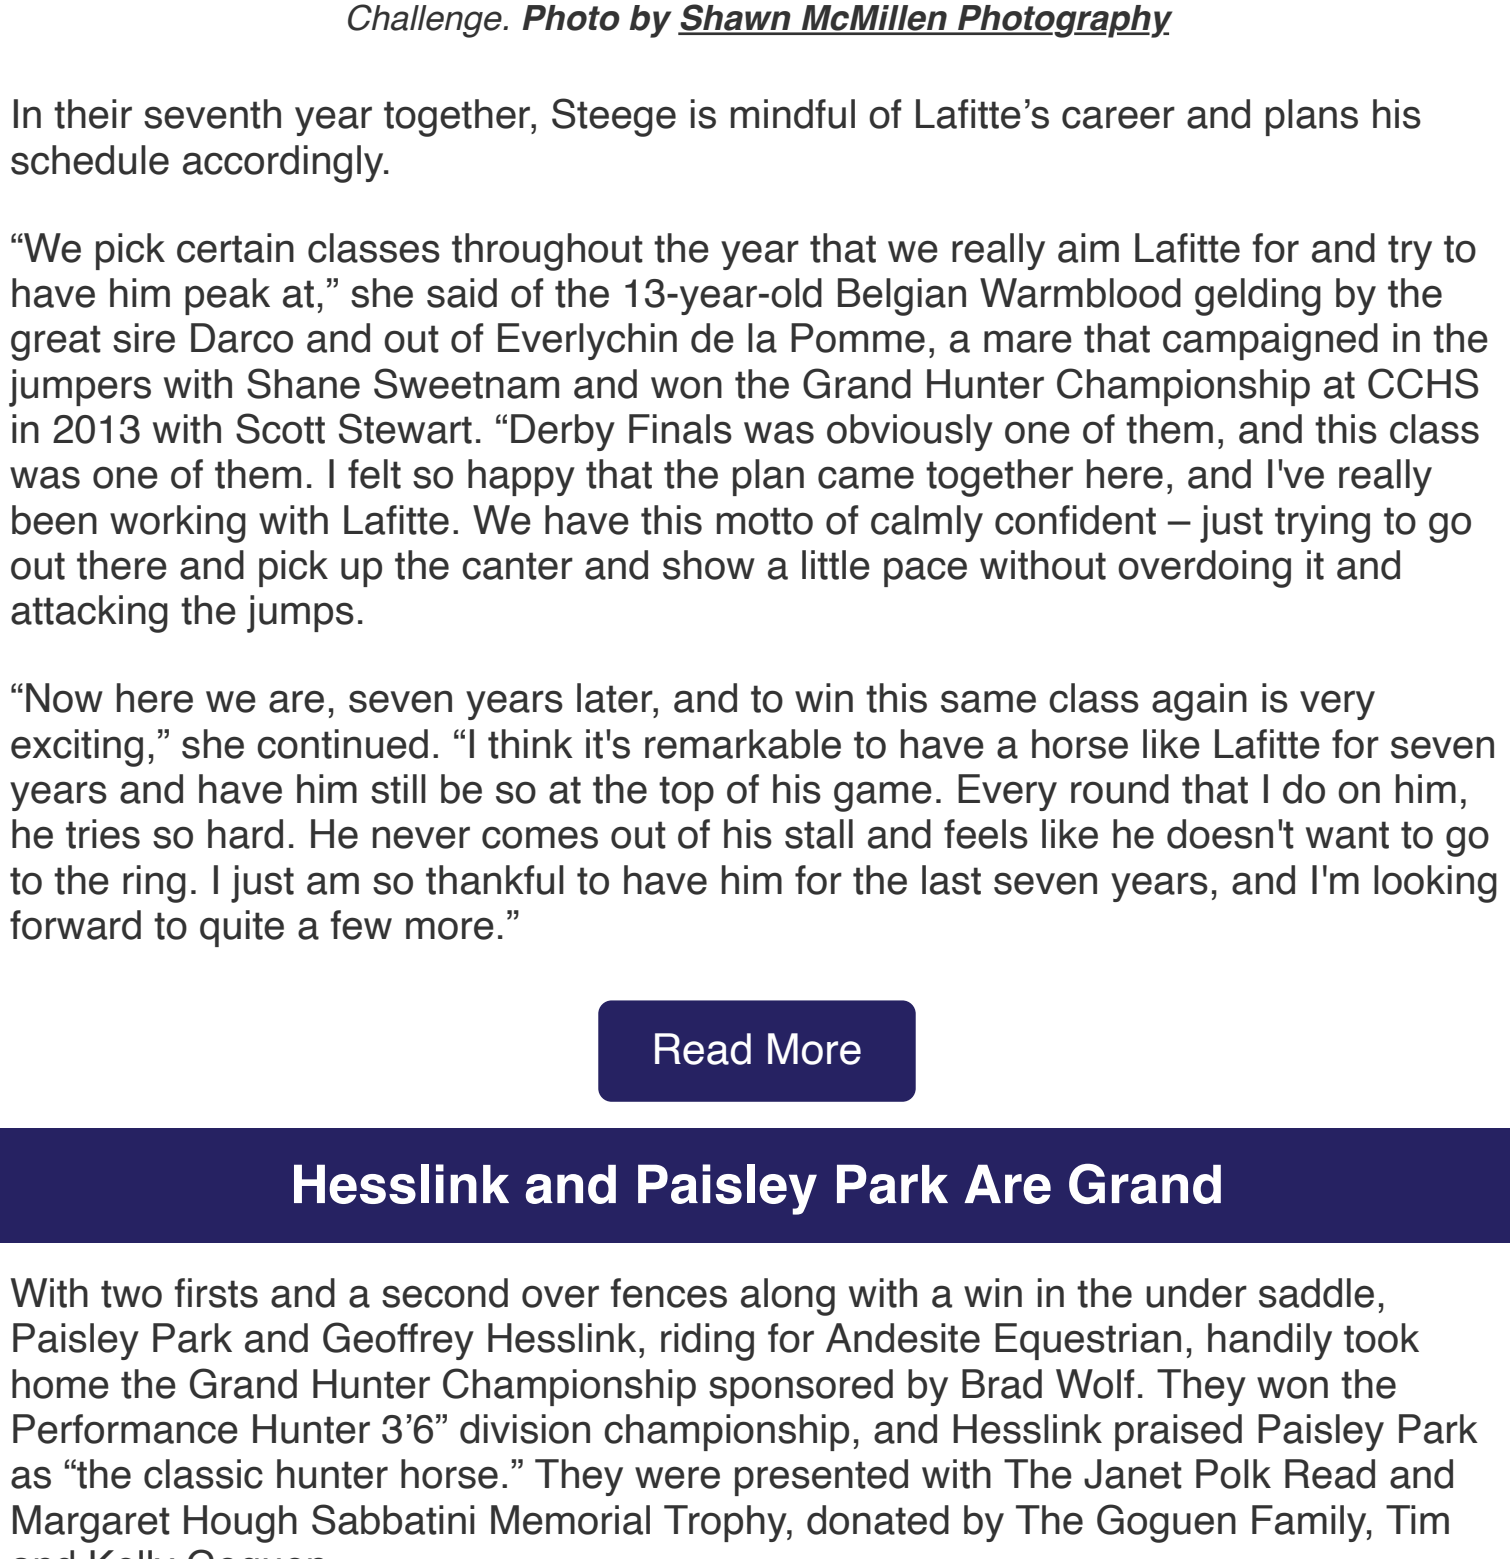 Challenge. Photo by Shawn McMillen Photography
In their seventh year together, Steege is mindful of Lafitte’s career and plans his
schedule accordingly.
“We pick certain classes throughout the year that we really aim Lafitte for and try to
have him peak at,” she said of the 13-year-old Belgian Warmblood gelding by the
great sire Darco and out of Everlychin de la Pomme, a mare that campaigned in the
jumpers with Shane Sweetnam and won the Grand Hunter Championship at CCHS
in 2013 with Scott Stewart. “Derby Finals was obviously one of them, and this class
was one of them. I felt so happy that the plan came together here, and I've really
been working with Lafitte. We have this motto of calmly confident – just trying to go
out there and pick up the canter and show a little pace without overdoing it and
attacking the jumps.
“Now here we are, seven years later, and to win this same class again is very
exciting,” she continued. “I think it's remarkable to have a horse like Lafitte for seven
years and have him still be so at the top of his game. Every round that I do on him,
he tries so hard. He never comes out of his stall and feels like he doesn't want to go
to the ring. I just am so thankful to have him for the last seven years, and I'm looking
forward to quite a few more.”
Read More
Hesslink and Paisley Park Are Grand
With two firsts and a second over fences along with a win in the under saddle,
Paisley Park and Geoffrey Hesslink, riding for Andesite Equestrian, handily took
home the Grand Hunter Championship sponsored by Brad Wolf. They won the
Performance Hunter 3’6” division championship, and Hesslink praised Paisley Park
as “the classic hunter horse.” They were presented with The Janet Polk Read and
Margaret Hough Sabbatini Memorial Trophy, donated by The Goguen Family, Tim
and Kelly Goguen.